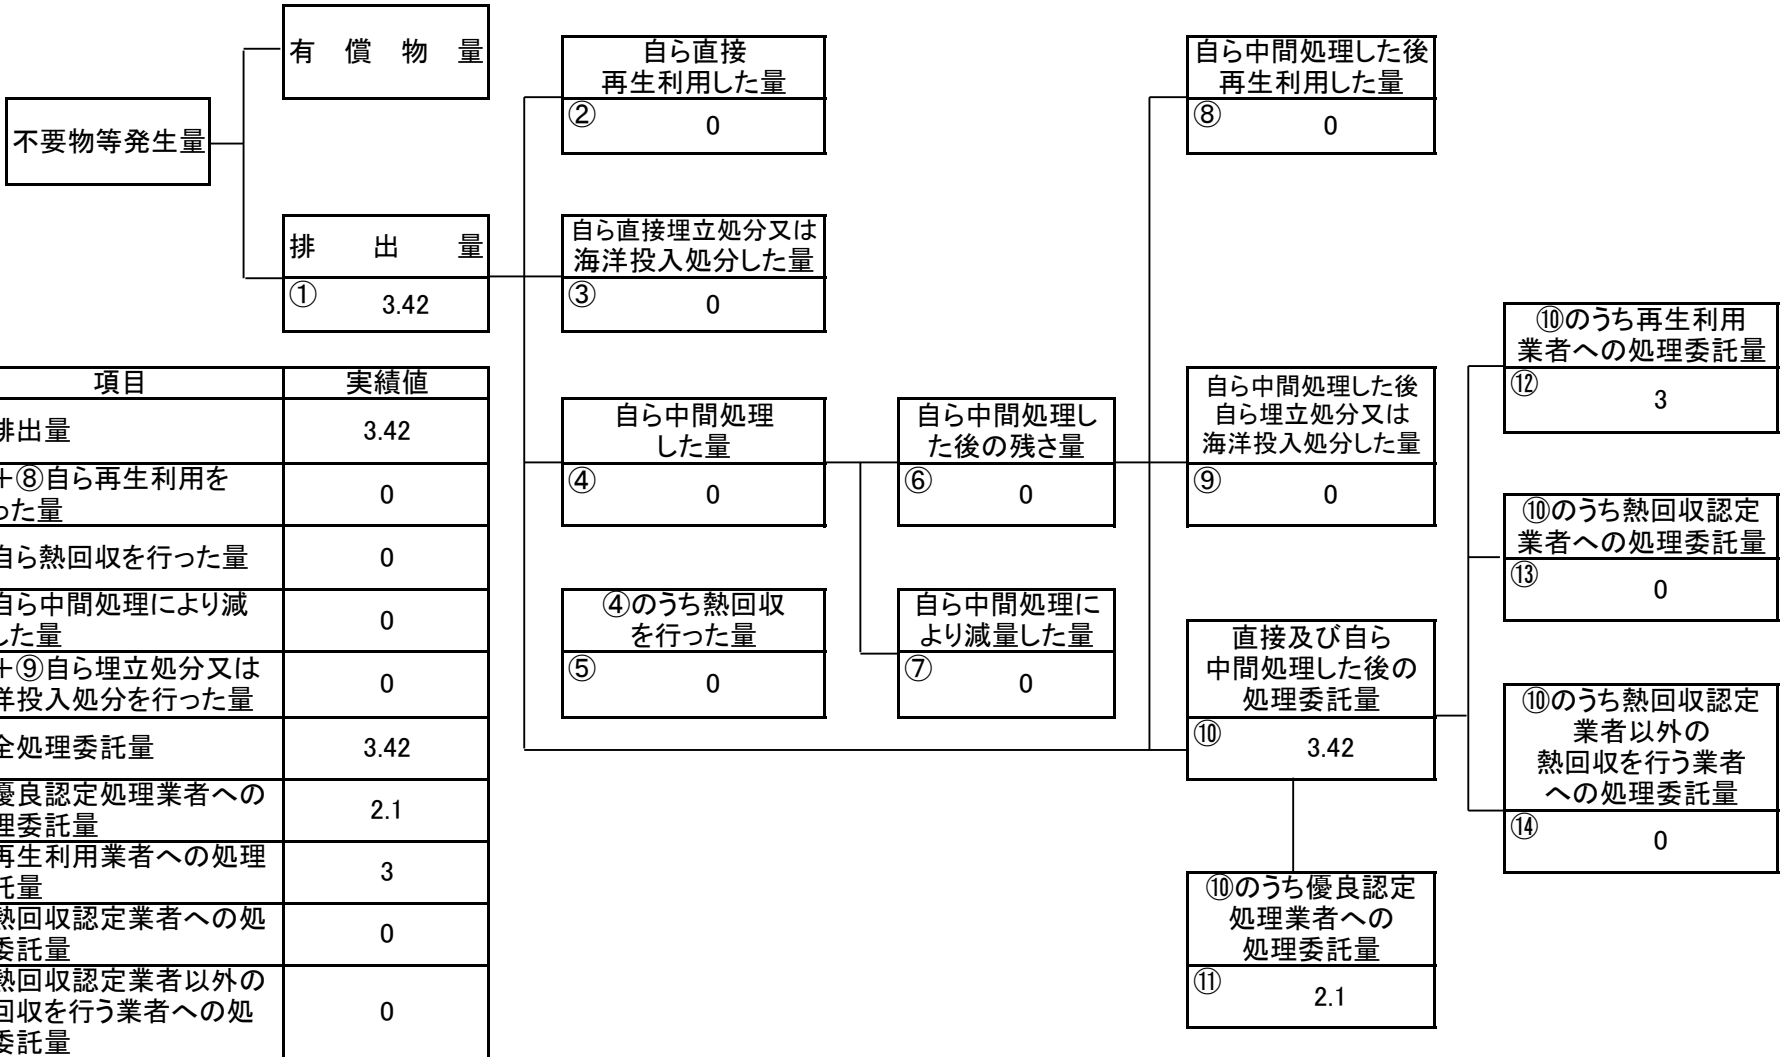 有償物量
不要物等発生量
排出量
① 3.42
自ら直接
再生利用した量
② 0
自ら直接埋立処分又は
海洋投入処分した量
③ 0
自ら中間処理
した量
④ 0
④のうち熱回収
を行った量
⑤ 0
自ら中間処理し
た後の残さ量
⑥ 0
自ら中間処理に
より減量した量
⑦ 0
自ら中間処理した後
再生利用した量
⑧ 0
自ら中間処理した後
自ら埋立処分又は
海洋投入処分した量
⑨ 0
直接及び自ら
中間処理した後の
処理委託量
⑩ 3.42
⑩のうち優良認定
処理業者への
処理委託量
⑪ 2.1
⑩のうち再生利用
業者への処理委託量
⑫ 3
⑩のうち熱回収認定
業者への処理委託量
⑬ 0
⑩のうち熱回収認定
業者以外の
熱回収を行う業者
への処理委託量
⑭ 0
項目 実績値
排出量 3.42
+⑧自ら再生利用を
った量 0
自ら熱回収を行った量 0
自ら中間処理により減
した量 0
+⑨自ら埋立処分又は
洋投入処分を行った量 0
全処理委託量 3.42
優良認定処理業者への
理委託量 2.1
再生利用業者への処理
託量 3
熱回収認定業者への処
委託量 0
熱回収認定業者以外の
回収を行う業者への処
委託量 0